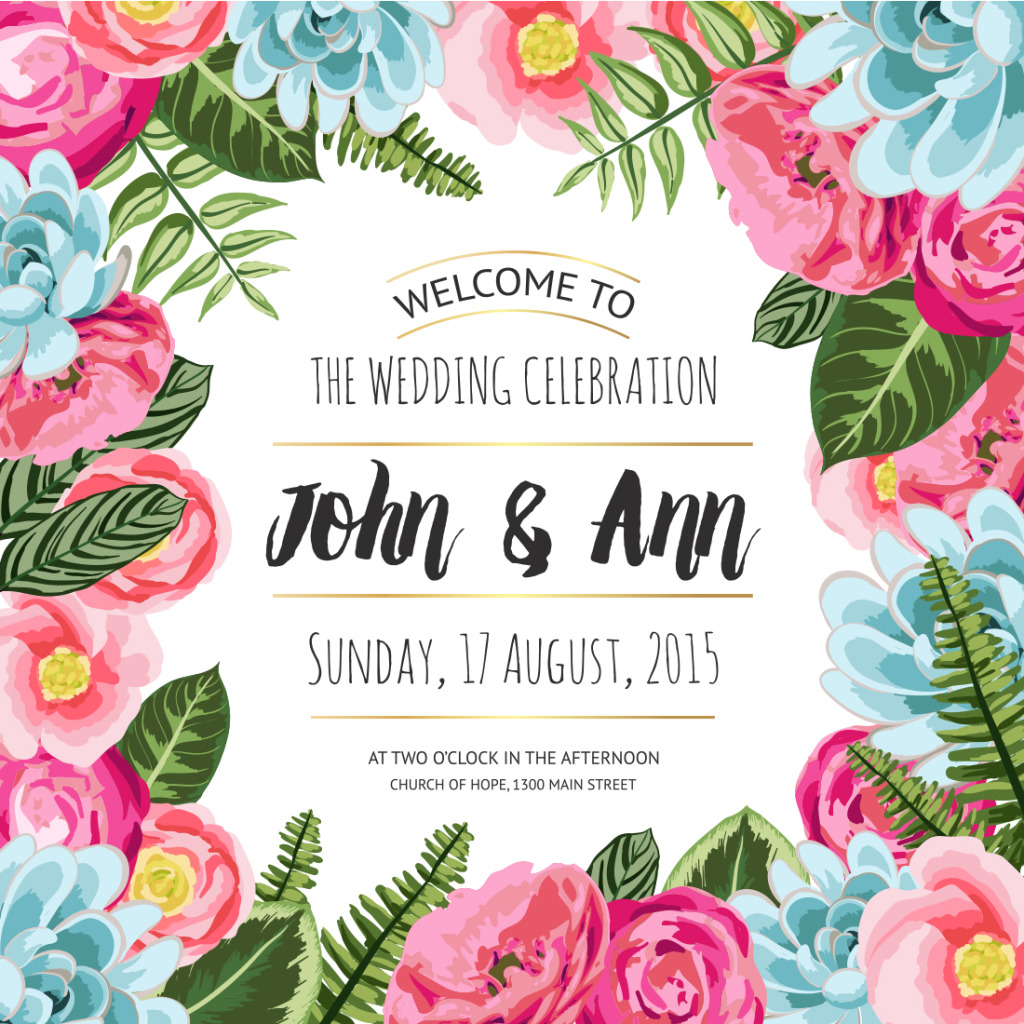 WELCOME TO
THE WEDDING CELEBRATION
John & Ann
SUNDAY, 17 AUGUST, 2015
AT TWO O'CLOCK IN THE AFTERNOON
CHURCH OF HOPE, 1300 MAIN STREET